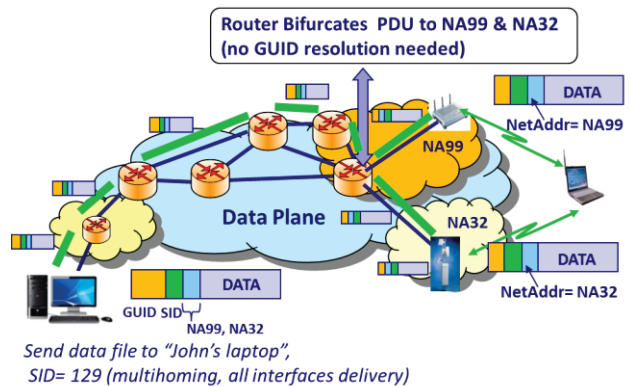 Router Bifurcates PDU to NA99 & NA32
(no GUID resolution needed)
DATA
NetAddr= NA99
NA99
Data Plane
NA32
DATA
NetAddr= NA32
DATA
GUID SID
NA99, NA32
Send data file to “John’s laptop”,
SID= 129 (multihoming, all interfaces delivery)